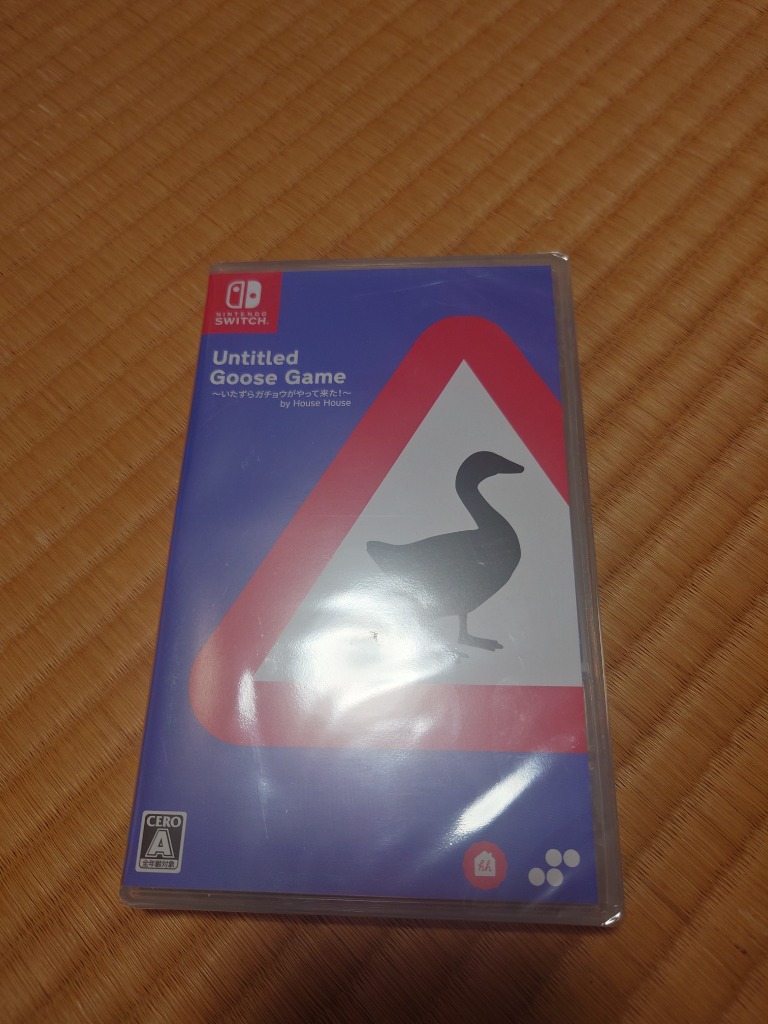 NINTENDO
SWITCH.
Untitled
Goose Game
～いたずらガチョウがやって来た!～
by House House
CERO
A
全年齢対象
hh